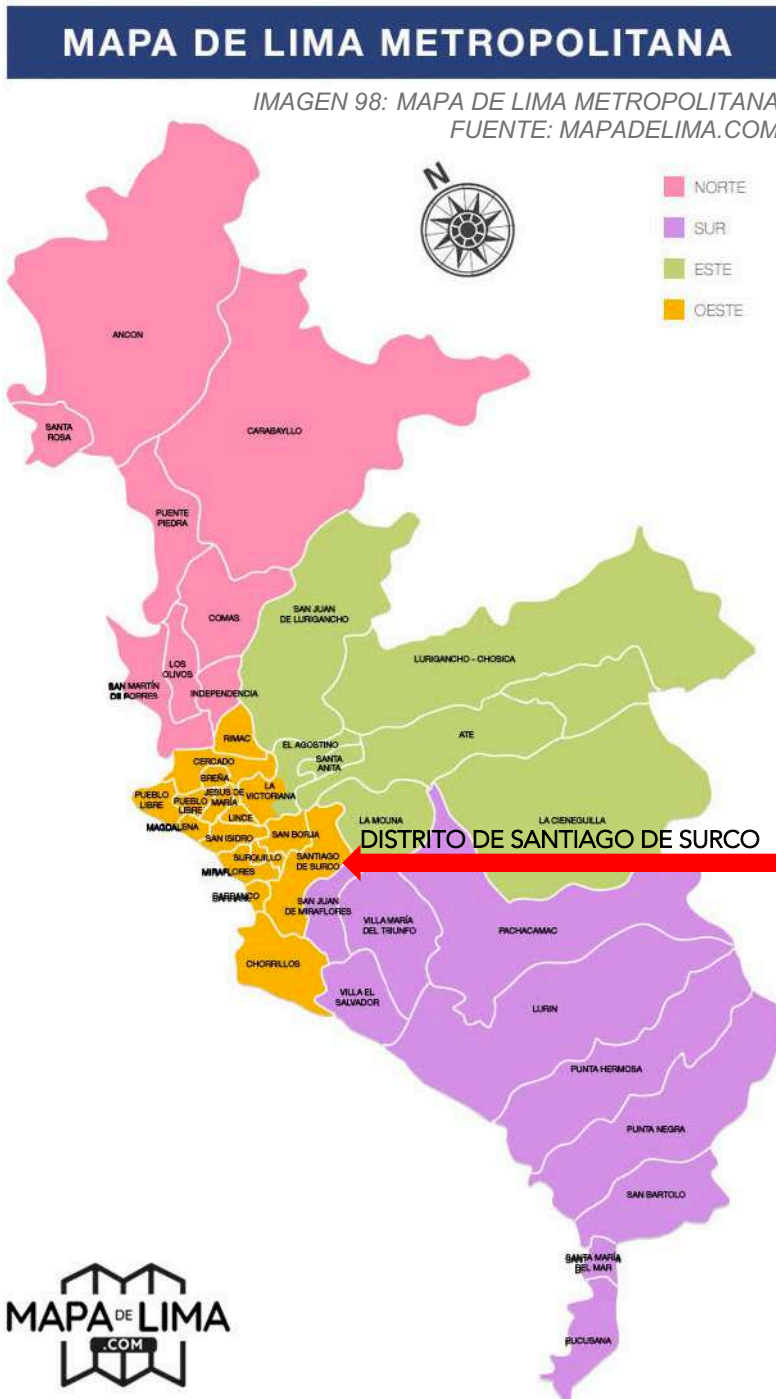 MAPA DE LIMA METROPOLITANA
IMAGEN 98: MAPA DE LIMA METROPOLITANA
FUENTE: MAPADELIMA.COM
N
NORTE
SUR
ESTE
OESTE
ANCON
SANTA
ROSA
CARABAYLLO
PUENTE
PIEDRA
COMAS
SAN JUAN
DE LURIGANCHO
LURIGANCHO - CHOSICA
LOS
OLIVOS
SAN MARTÍN
DE PORRES
INDEPENDENCIA
RIMAC
EL AGOSTINO
SANTA
ANITA
ATE
CERCADO
BREÑA
PUEBLO
LIBRE
PUEBLO
LIBRE
JESUS DE
MARÍA
LA
VICTORIANA
MAGDALENA
LINCE
SAN ISIDRO
SAN BORJA
LA MOLINA
LA CIENEGUILLA
DISTRITO DE SANTIAGO DE SURCO
SURQUILLO
SANTIAGO
DE SURCO
MIRAFLORES
BARRANCO
SAN JUAN
DE MIRAFLORES
VILLA MARÍA
DEL TRIUNFO
PACHACAMAC
CHORRILLOS
VILLA EL
SALVADOR
LURIN
PUNTA HERMOSA
PUNTA NEGRA
SAN BARTOLO
SANTA MARÍA
DEL MAR
PUCUSANA
MAPA DE LIMA
.COM